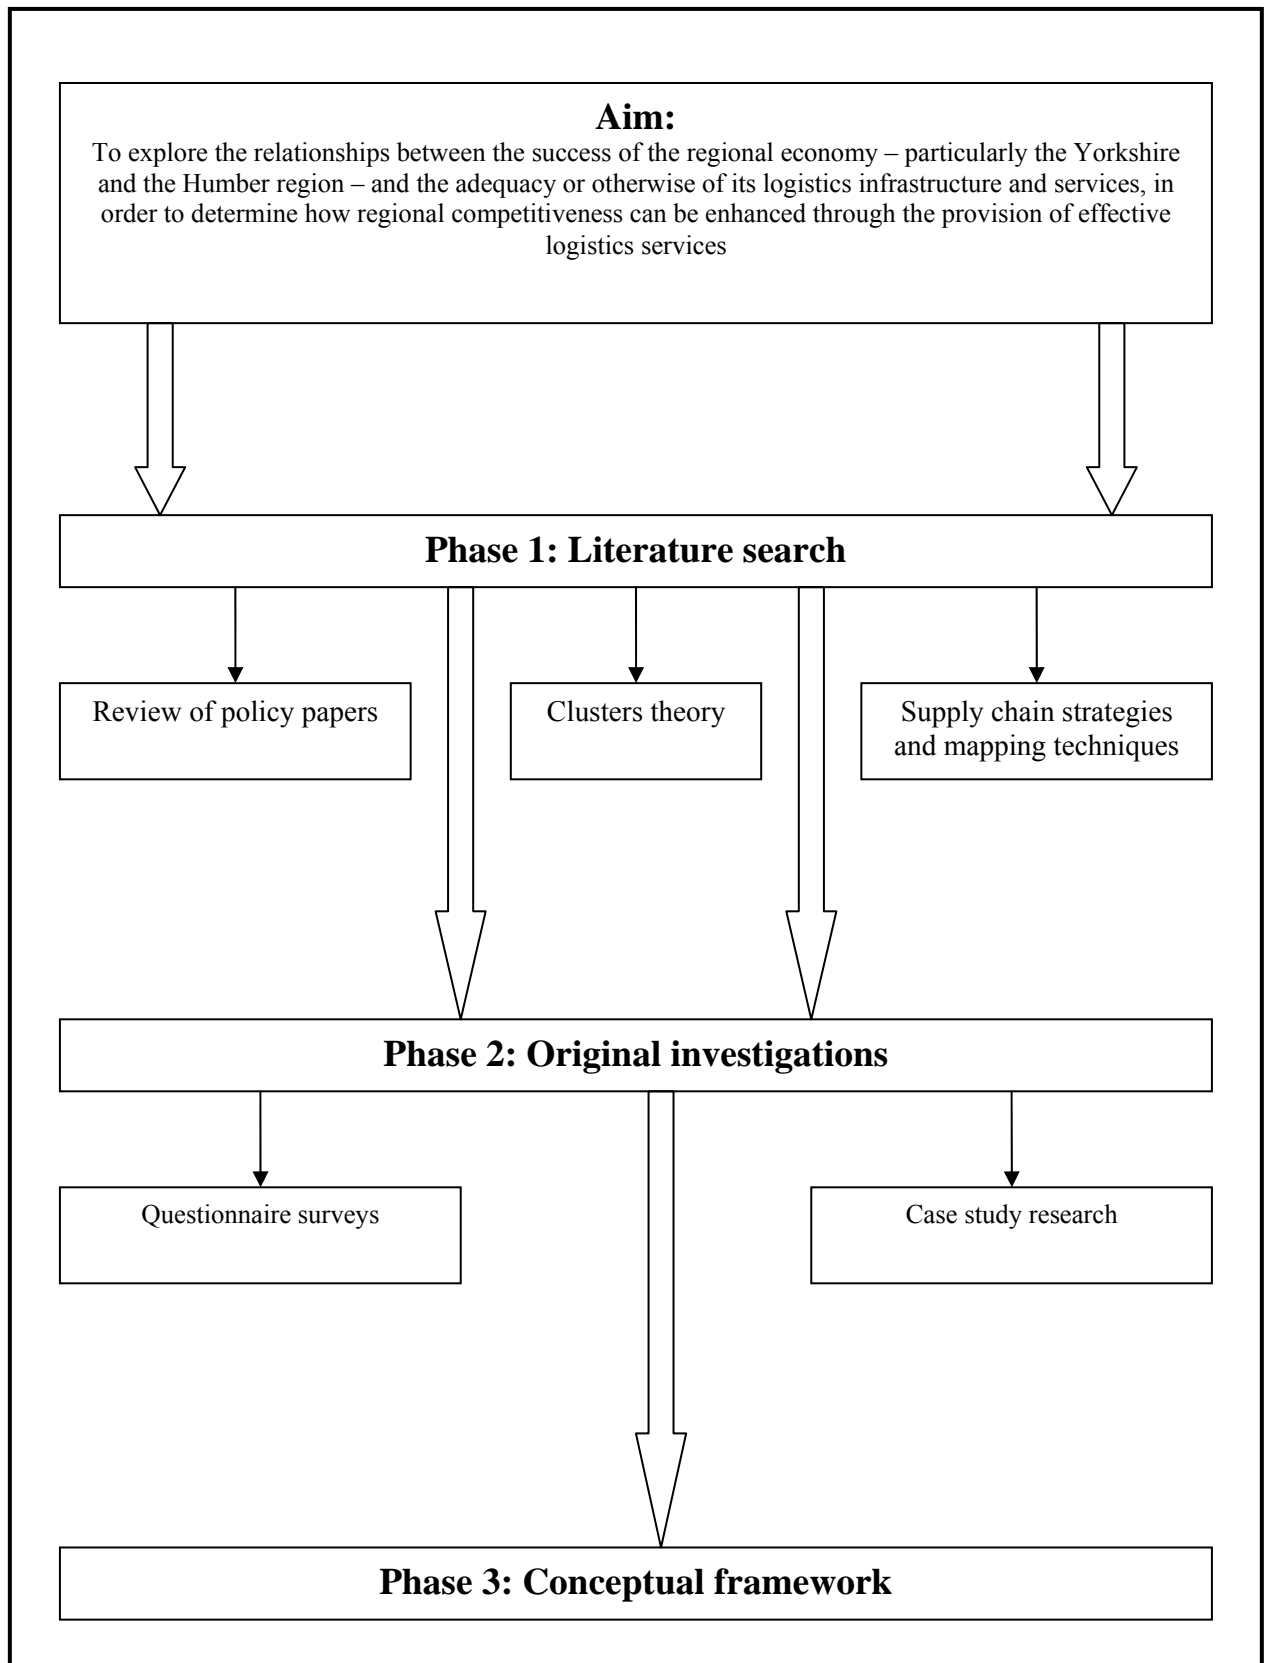 Aim:
To explore the relationships between the success of the regional economy – particularly the Yorkshire
and the Humber region – and the adequacy or otherwise of its logistics infrastructure and services, in
order to determine how regional competitiveness can be enhanced through the provision of effective
logistics services
Phase 1: Literature search
Review of policy papers
Clusters theory
Supply chain strategies
and mapping techniques
Phase 2: Original investigations
Questionnaire surveys
Case study research
Phase 3: Conceptual framework